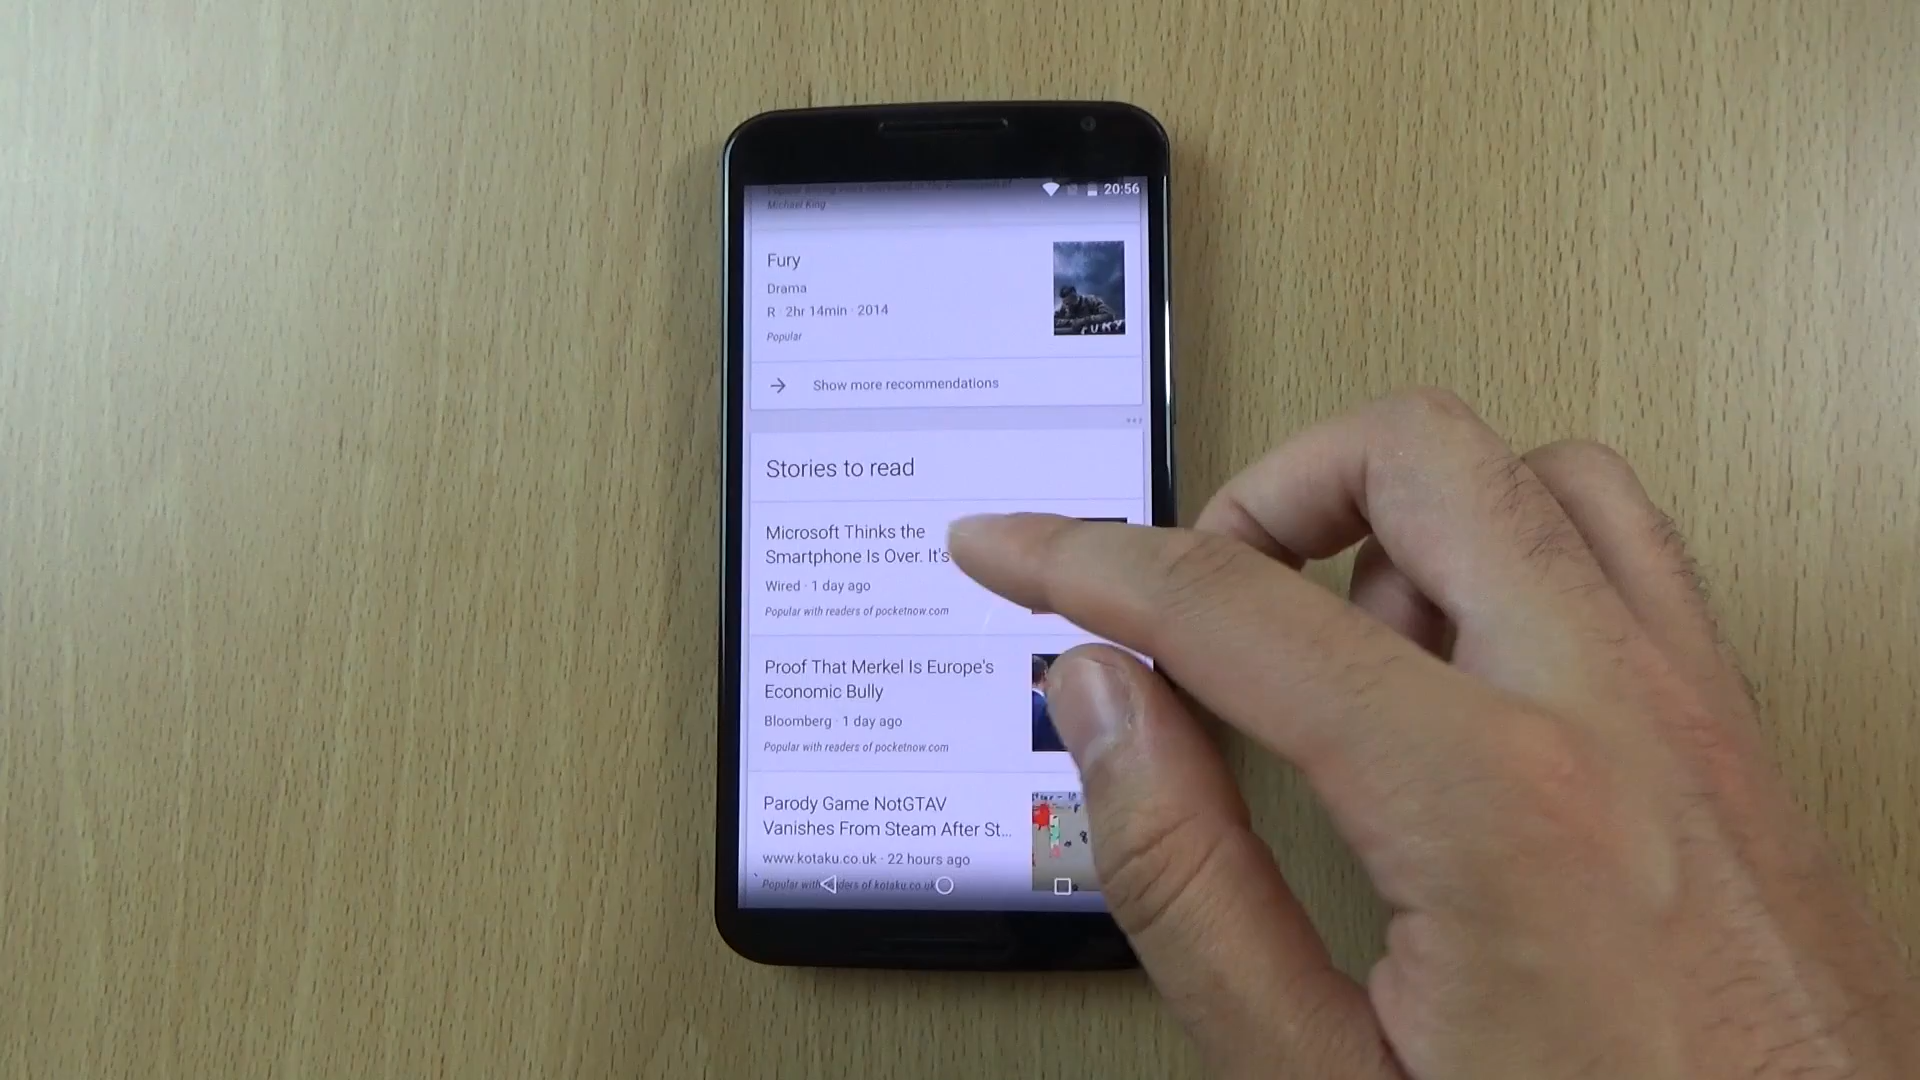 20:56
Michael King
Fury
Drama
R · 2hr 14min · 2014
Popular
FURY
Show more recommendations
Stories to read
Microsoft Thinks the
Smartphone Is Over. It's
Wired · 1 day ago
Popular with readers of pocketnow.com
Proof That Merkel Is Europe's
Economic Bully
Bloomberg · 1 day ago
Popular with readers of pocketnow.com
Parody Game NotGTAV
Vanishes From Steam After St...
www.kotaku.co.uk · 22 hours ago
Popular with readers of kotaku.co.uk